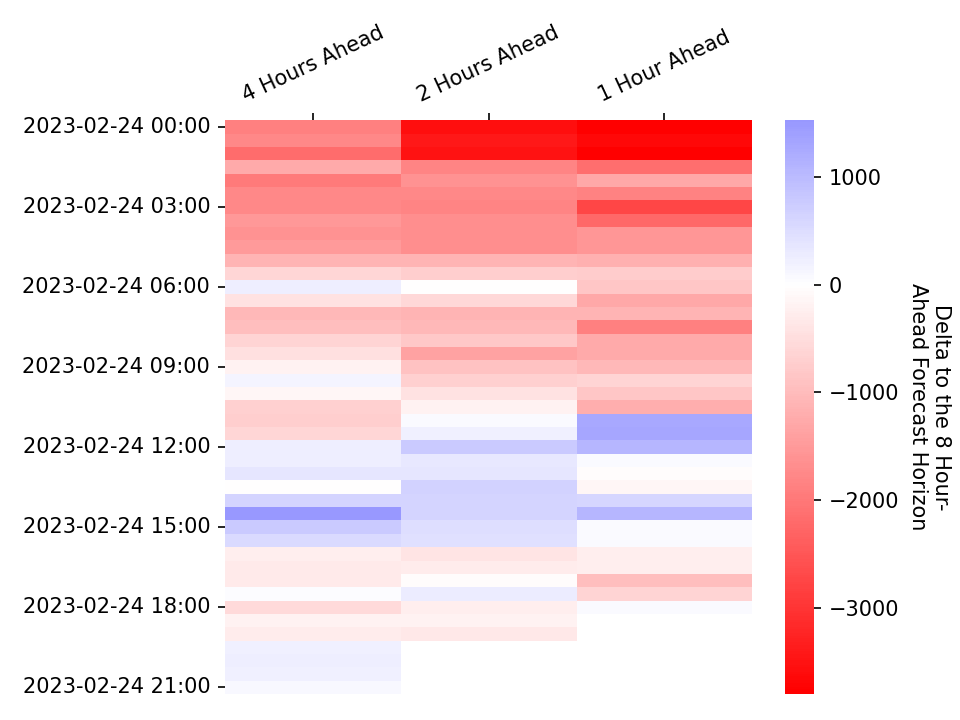 4 Hours Ahead
2 Hours Ahead
1 Hour Ahead
2023-02-24 00:00
2023-02-24 03:00
2023-02-24 06:00
2023-02-24 09:00
2023-02-24 12:00
2023-02-24 15:00
2023-02-24 18:00
2023-02-24 21:00
1000
0
−1000
−2000
−3000
Delta to the 8 Hour-
Ahead Forecast Horizon